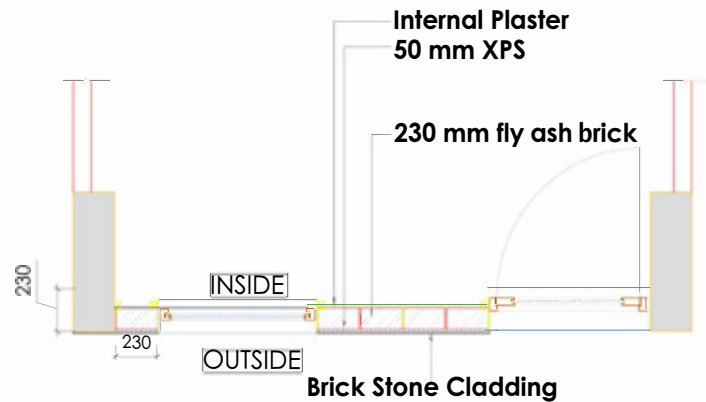 Internal Plaster
50 mm XPS
230 mm fly ash brick
230
INSIDE
230
OUTSIDE
Brick Stone Cladding